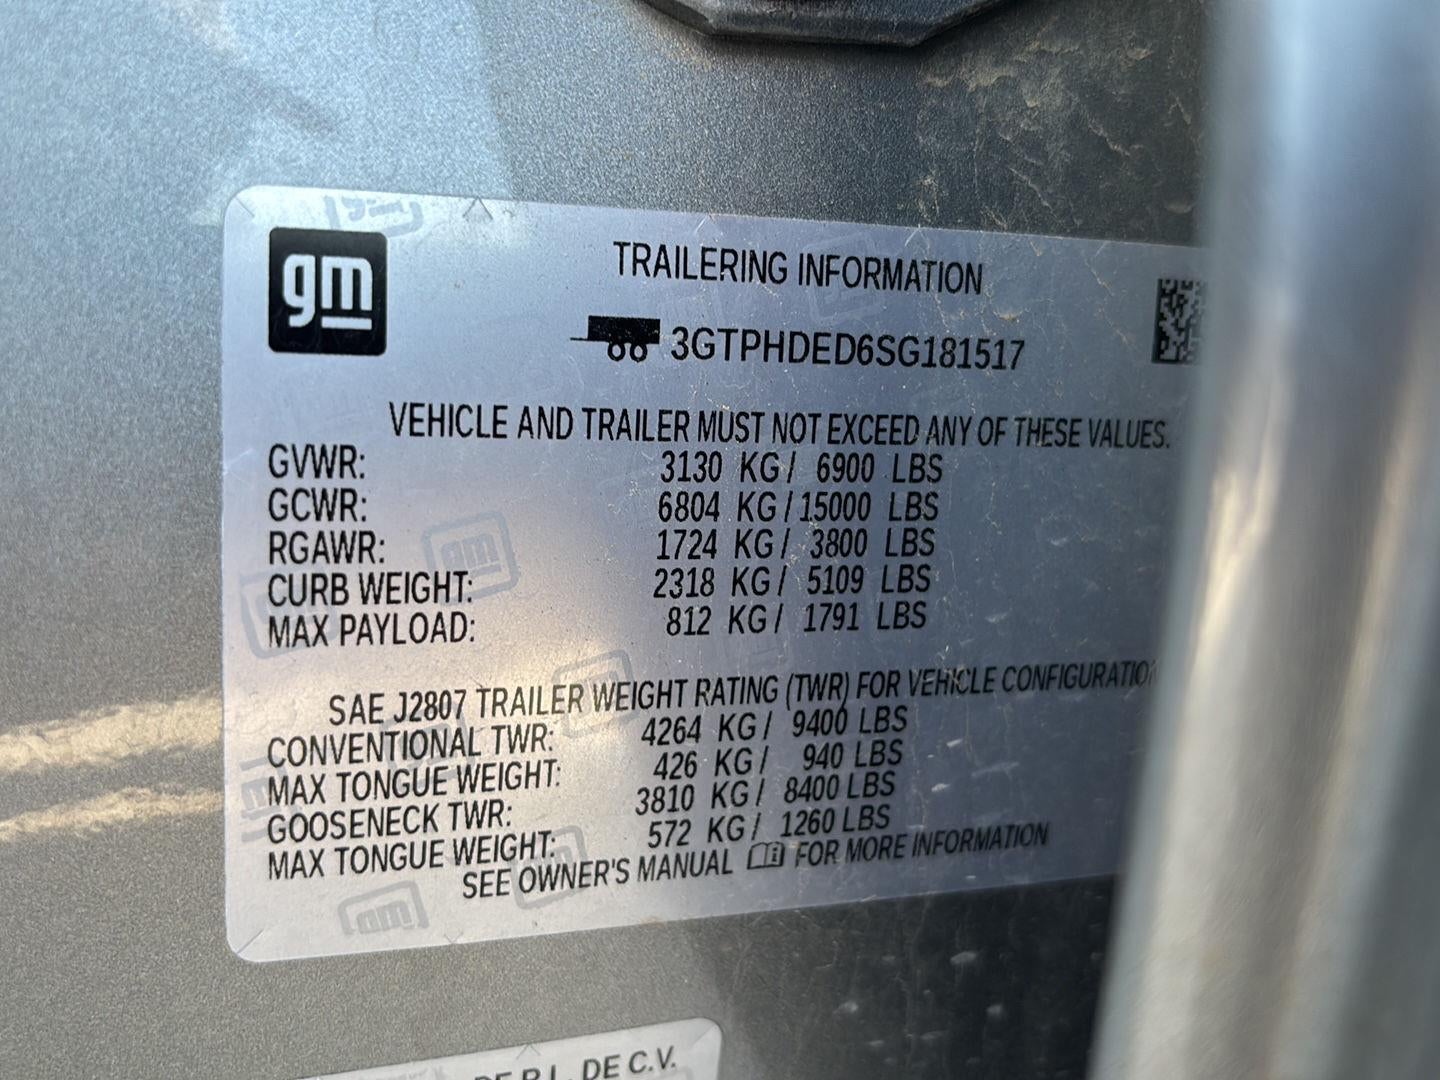 gm
TRAILERING INFORMATION
3GTPHDED6SG181517
VEHICLE AND TRAILER MUST NOT EXCEED ANY OF THESE VALUES.
GVWR: 3130 KG/ 6900 LBS
GCWR: 6804 KG/15000 LBS
RGAWR: 1724 KG/ 3800 LBS
CURB WEIGHT: 2318 KG/ 5109 LBS
MAX PAYLOAD: 812 KG/ 1791 LBS
SAE J2807 TRAILER WEIGHT RATING (TWR) FOR VEHICLE CONFIGURATION
CONVENTIONAL TWR: 4264 KG/ 9400 LBS
MAX TONGUE WEIGHT: 426 KG/ 940 LBS
GOOSENECK TWR: 3810 KG/ 8400 LBS
MAX TONGUE WEIGHT: 572 KG/ 1260 LBS
SEE OWNER'S MANUAL FOR MORE INFORMATION
DE R.L. DE C.V.